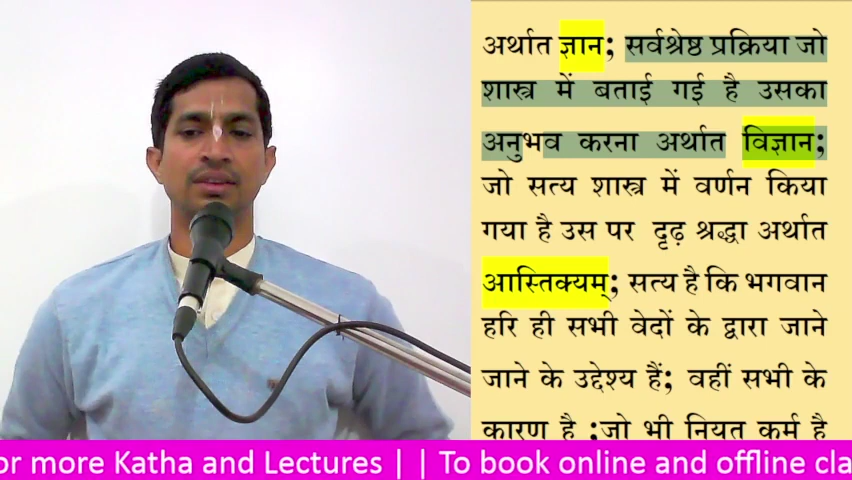 अर्थात ज्ञान; सर्वश्रेष्ठ प्रक्रिया जो
शास्त्र में बताई गई है उसका
अनुभव करना अर्थात विज्ञान;
जो सत्य शास्त्र में वर्णन किया
गया है उस पर दृढ़ श्रद्धा अर्थात
आस्तिक्यम्; सत्य है कि भगवान
हरि ही सभी वेदों के द्वारा जाने
जाने के उद्देश्य हैं; वहीं सभी के
कारण है ;जो भी नियत कर्म है
or more Katha and Lectures | | To book online and offline cla